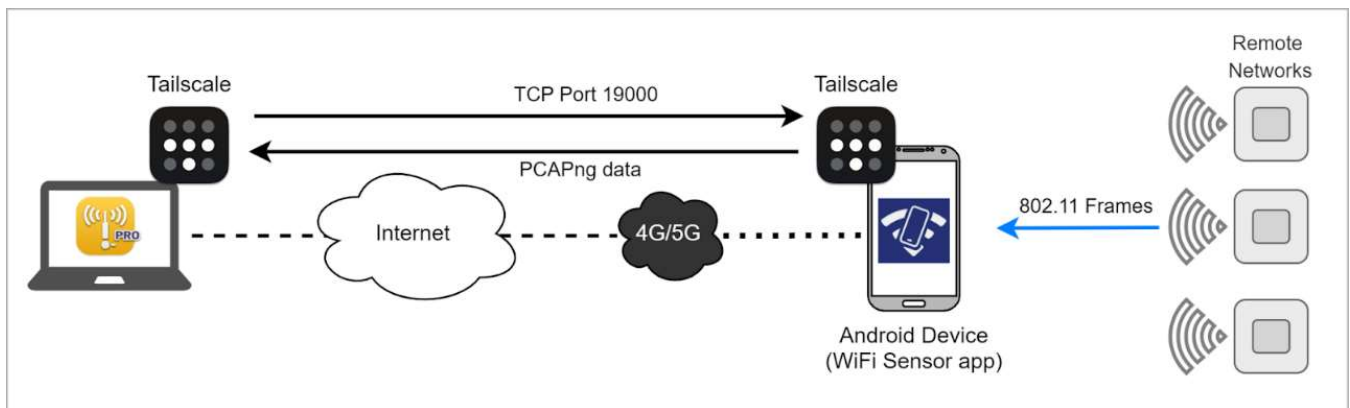 Tailscale
TCP Port 19000
Tailscale
Remote
Networks
PCAPng data
PRO
Internet
4G/5G
802.11 Frames
Android Device
(WiFi Sensor app)